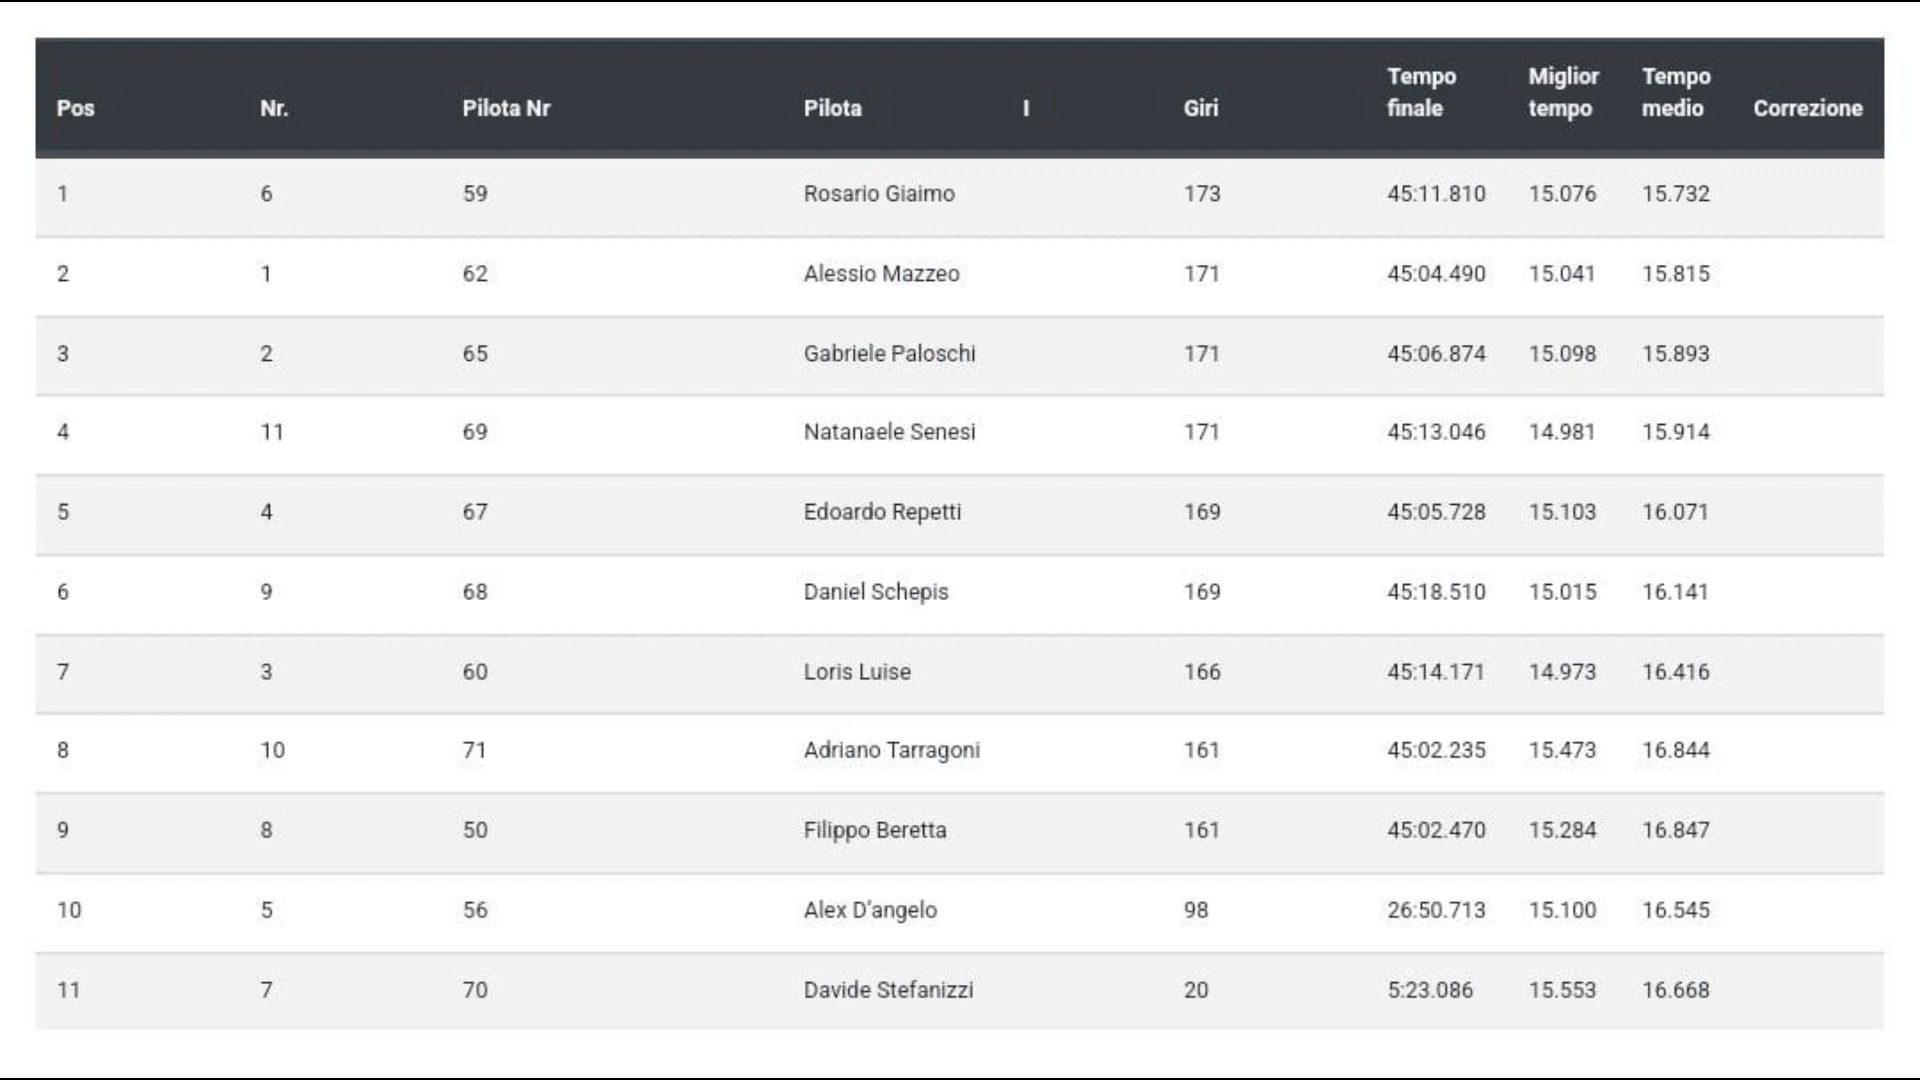 Pos Nr. Pilota Nr Pilota I Giri Tempo finale Miglior tempo Tempo medio Correzione
1 6 59 Rosario Giaimo 173 45:11.810 15.076 15.732
2 1 62 Alessio Mazzeo 171 45:04.490 15.041 15.815
3 2 65 Gabriele Paloschi 171 45:06.874 15.098 15.893
4 11 69 Natanaele Senesi 171 45:13.046 14.981 15.914
5 4 67 Edoardo Repetti 169 45:05.728 15.103 16.071
6 9 68 Daniel Schepis 169 45:18.510 15.015 16.141
7 3 60 Loris Luise 166 45:14.171 14.973 16.416
8 10 71 Adriano Tarragoni 161 45:02.235 15.473 16.844
9 8 50 Filippo Beretta 161 45:02.470 15.284 16.847
10 5 56 Alex D'angelo 98 26:50.713 15.100 16.545
11 7 70 Davide Stefanizzi 20 5:23.086 15.553 16.668